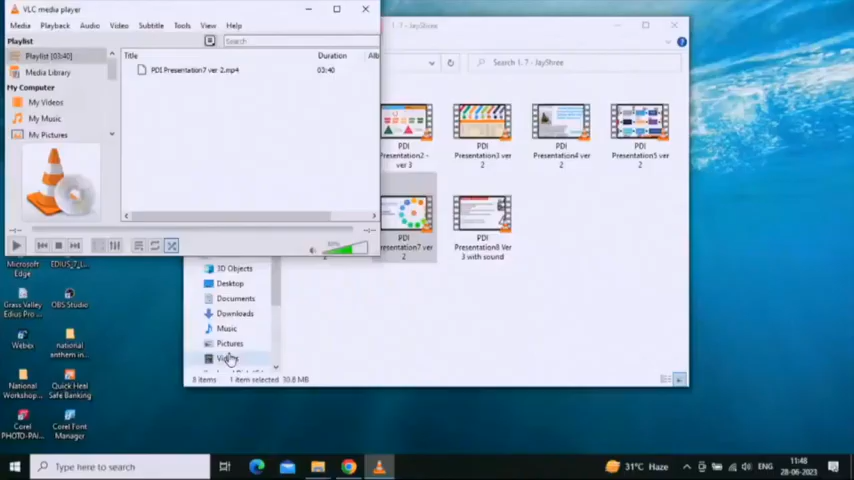 VLC media player
Media Playback Audio Video Subtitle Tools View Help
Playlist
Search
Playlist [03:40]
Media Library
My Computer
My Videos
My Music
My Pictures
Title Duration Alb
PDI Presentation7 ver 2.mp4 03:40
1. 7 - JayShree
Search 1. 7 - JayShree
PDI
Presentation2 -
ver 3
PDI
Presentation3 ver
2
PDI
Presentation4 ver
2
PDI
Presentation5 ver
2
PDI
Presentation7 ver
2
PDI
Presentation8 Ver
3 with sound
3D Objects
Desktop
Documents
Downloads
Music
Pictures
8 items 1 item selected 30.8 MB
Microsoft
Edge
EDIUS_7_L...
Grass Valley
Edius Pro ...
OBS Studio
Webex
national
anthem in...
National
Workshop...
Quick Heal
Safe Banking
Corel
PHOTO-PAI...
Corel Font
Manager
Type here to search
31°C Haze
ENG
11:48
28-06-2023